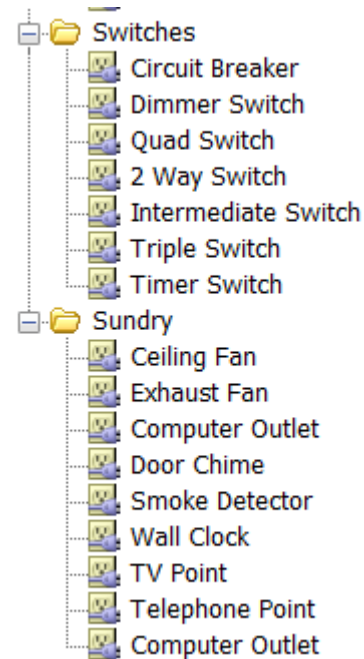 Switches
Circuit Breaker
Dimmer Switch
Quad Switch
2 Way Switch
Intermediate Switch
Triple Switch
Timer Switch
Sundry
Ceiling Fan
Exhaust Fan
Computer Outlet
Door Chime
Smoke Detector
Wall Clock
TV Point
Telephone Point
Computer Outlet